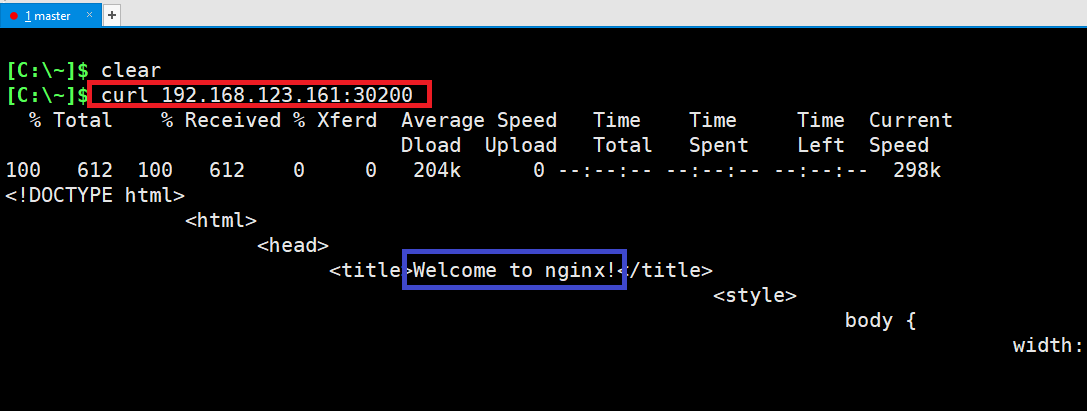 1 master × +
[C:\~]$ clear
[C:\~]$ curl 192.168.123.161:30200
% Total % Received % Xferd Average Speed Time Time Time Current
Dload Upload Total Spent Left Speed
100 612 100 612 0 0 204k 0 --:--:-- --:--:-- --:--:-- 298k
<!DOCTYPE html>
<html>
<head>
<title>Welcome to nginx!</title>
<style>
body {
width: